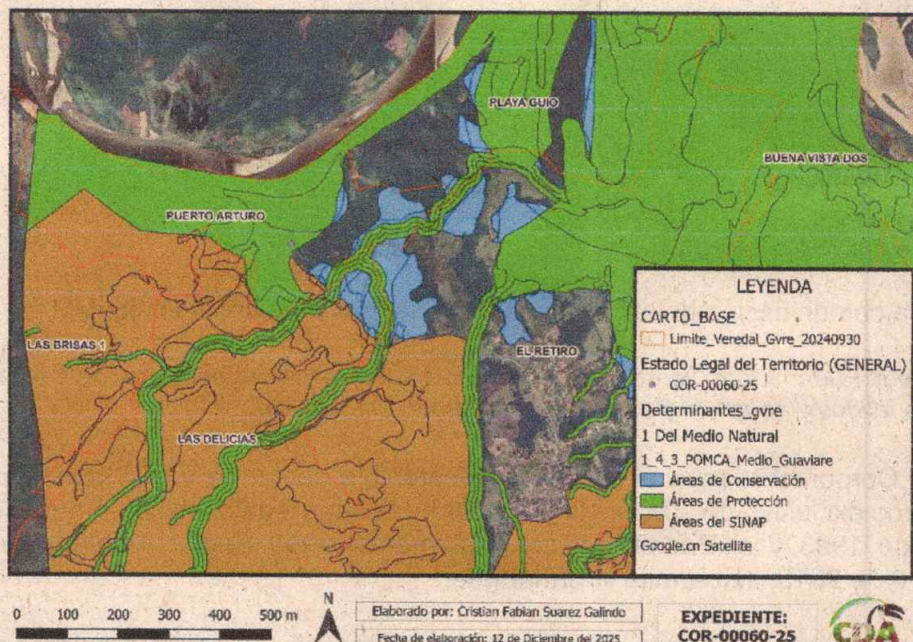 PLAYA GUIO
BUENA VISTA DOS
PUERTO ARTURO
LAS BRISAS 1
EL RETIRO
LAS DELICIAS
LEYENDA
CARTO_BASE
Limite_Veredal_Gvre_20240930
Estado Legal del Territorio (GENERAL)
COR-00060-25
Determinantes_gvre
1 Del Medio Natural
1_4_3_POMCA_Medio_Guaviare
Áreas de Conservación
Áreas de Protección
Áreas del SINAP
Google.cn Satellite
0 100 200 300 400 500 m
N
Elaborado por: Cristian Fabian Suarez Galindo
Fecha de elaboración: 12 de Diciembre del 2025
EXPEDIENTE:
COR-00060-25
CDA